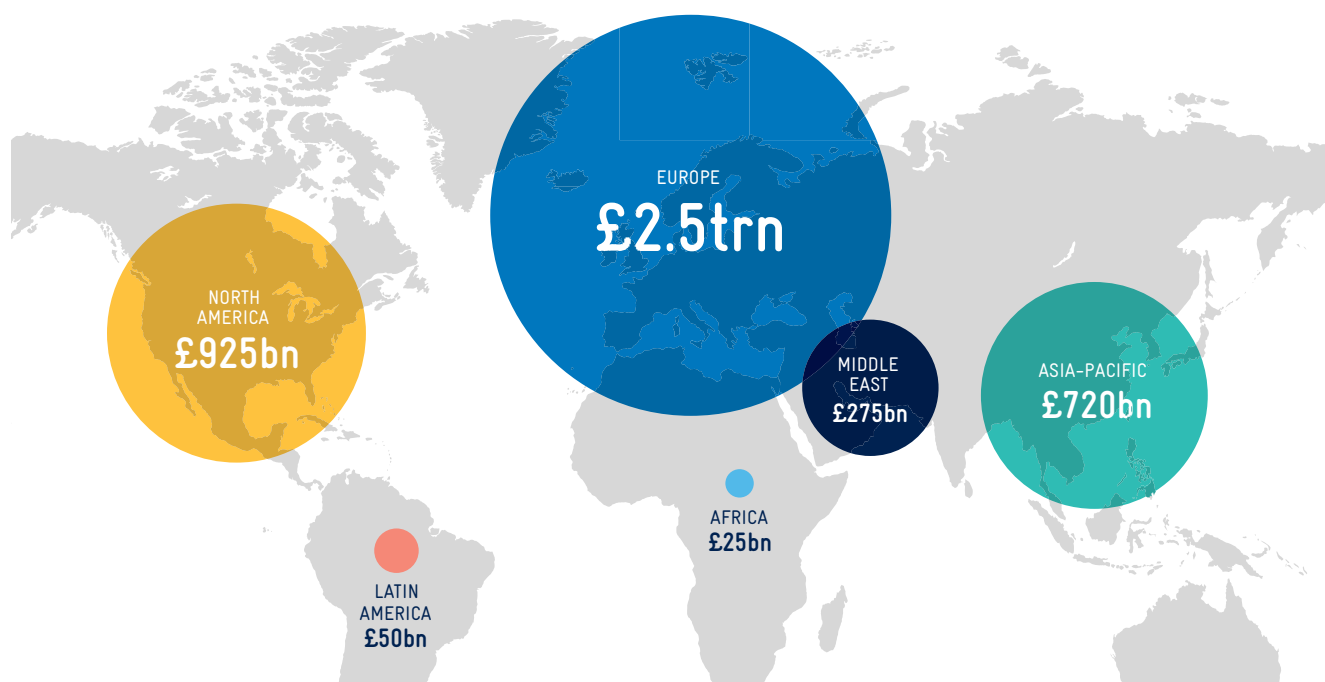 EUROPE
£2.5trn
NORTH
AMERICA
£925bn
MIDDLE
EAST
£275bn
ASIA-PACIFIC
£720bn
AFRICA
£25bn
LATIN
AMERICA
£50bn